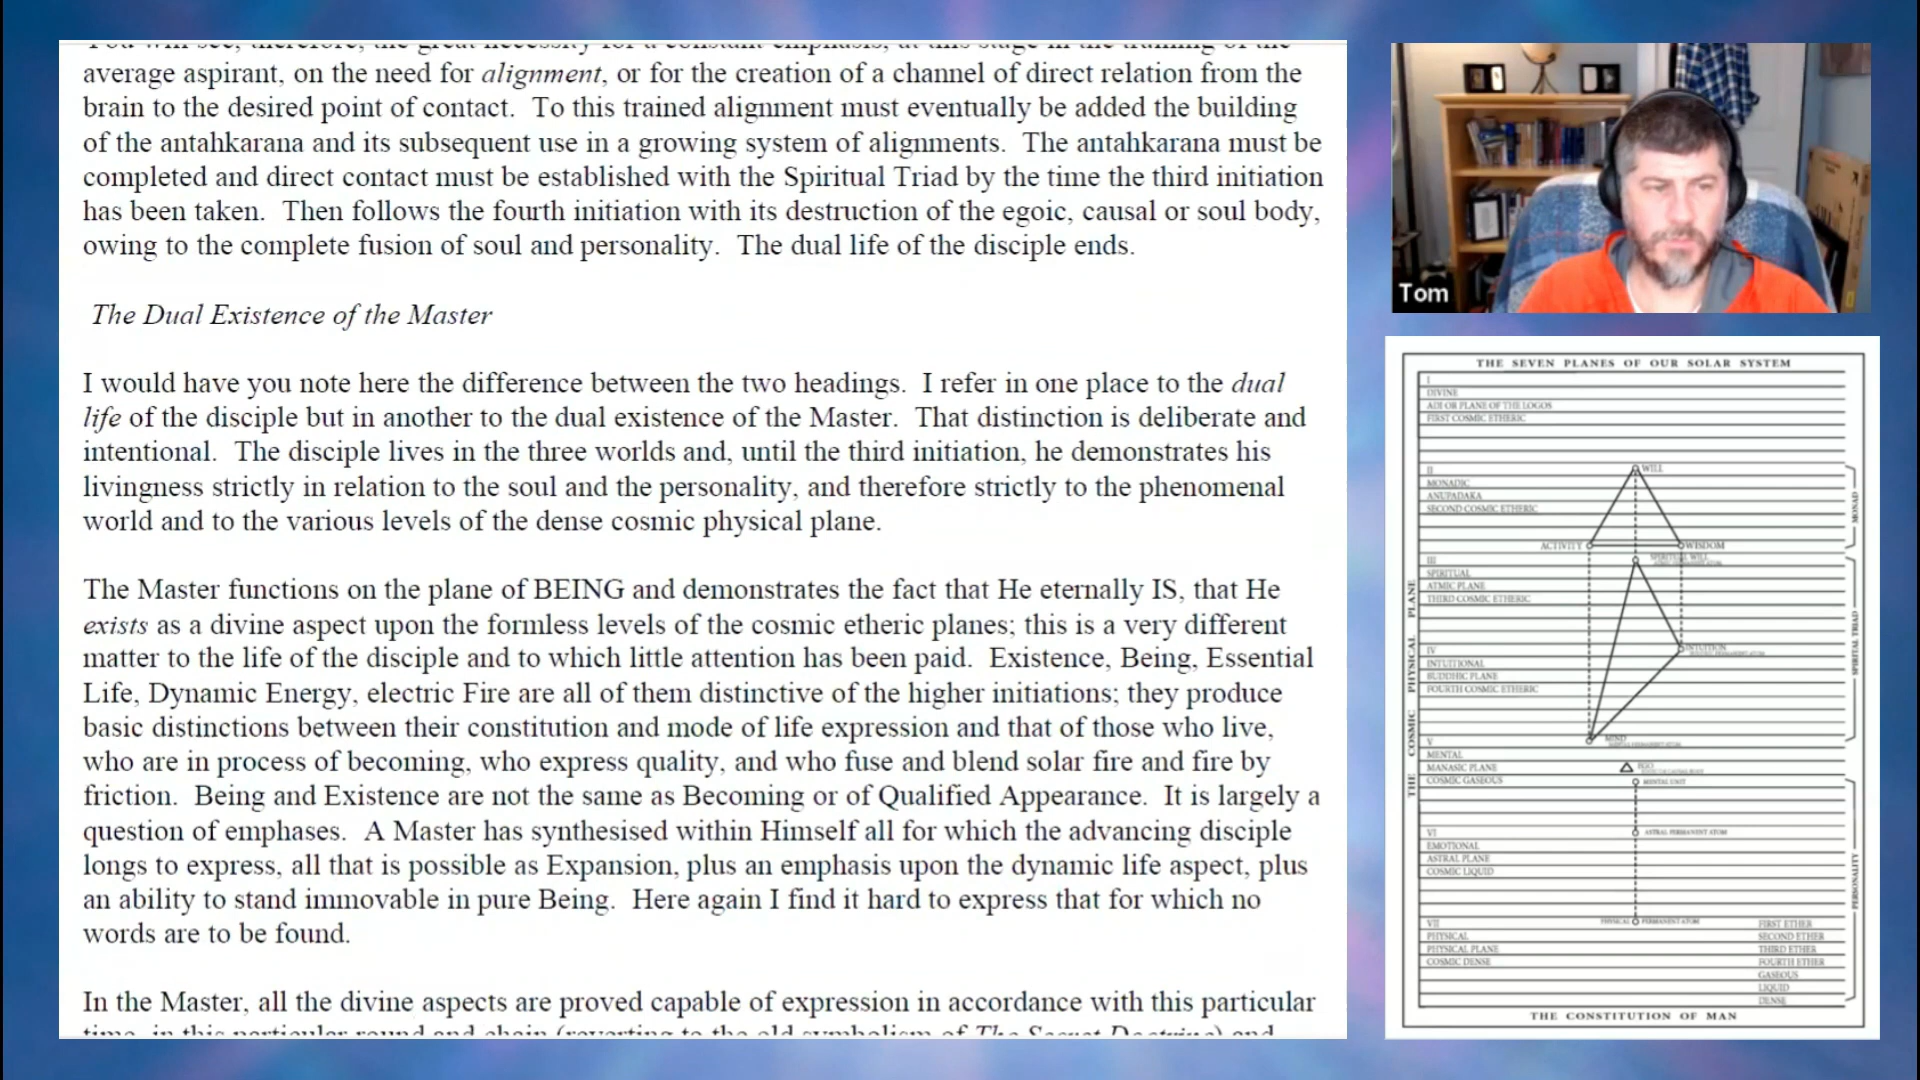 average aspirant, on the need for alignment, or for the creation of a channel of direct relation from the
brain to the desired point of contact.  To this trained alignment must eventually be added the building
of the antahkarana and its subsequent use in a growing system of alignments.  The antahkarana must be
completed and direct contact must be established with the Spiritual Triad by the time the third initiation
has been taken.  Then follows the fourth initiation with its destruction of the egoic, causal or soul body,
owing to the complete fusion of soul and personality.  The dual life of the disciple ends.
The Dual Existence of the Master
I would have you note here the difference between the two headings.  I refer in one place to the dual
life of the disciple but in another to the dual existence of the Master.  That distinction is deliberate and
intentional.  The disciple lives in the three worlds and, until the third initiation, he demonstrates his
livingness strictly in relation to the soul and the personality, and therefore strictly to the phenomenal
world and to the various levels of the dense cosmic physical plane.
The Master functions on the plane of BEING and demonstrates the fact that He eternally IS, that He
exists as a divine aspect upon the formless levels of the cosmic etheric planes; this is a very different
matter to the life of the disciple and to which little attention has been paid.  Existence, Being, Essential
Life, Dynamic Energy, electric Fire are all of them distinctive of the higher initiations; they produce
basic distinctions between their constitution and mode of life expression and that of those who live,
who are in process of becoming, who express quality, and who fuse and blend solar fire and fire by
friction.  Being and Existence are not the same as Becoming or of Qualified Appearance.  It is largely a
question of emphases.  A Master has synthesised within Himself all for which the advancing disciple
longs to express, all that is possible as Expansion, plus an emphasis upon the dynamic life aspect, plus
an ability to stand immovable in pure Being.  Here again I find it hard to express that for which no
words are to be found.
In the Master, all the divine aspects are proved capable of expression in accordance with this particular
Tom
THE SEVEN PLANES OF OUR SOLAR SYSTEM
I
DIVINE
ADI OR PLANE OF THE LOGOS
FIRST COSMIC ETHERIC
II
WILL
MONADIC
ANUPADAKA
SECOND COSMIC ETHERIC
MONAD
ACTIVITY
WISDOM
III
SPIRITUAL WILL
SPIRITUAL
ATMIC PLANE
THIRD COSMIC ETHERIC
SPIRITUAL TRIAD
IV
INTUITION
INTUITIONAL
BUDDHIC PLANE
FOURTH COSMIC ETHERIC
THE COSMIC PHYSICAL PLANE
V
MIND
MENTAL
MANASIC PLANE
EGO
COSMIC GASEOUS
MENTAL UNIT
VI
ASTRAL PERMANENT ATOM
EMOTIONAL
ASTRAL PLANE
COSMIC LIQUID
PERSONALITY
VII
PHYSICAL PERMANENT ATOM
FIRST ETHER
PHYSICAL
SECOND ETHER
PHYSICAL PLANE
THIRD ETHER
COSMIC DENSE
FOURTH ETHER
GASEOUS
LIQUID
DENSE
THE CONSTITUTION OF MAN